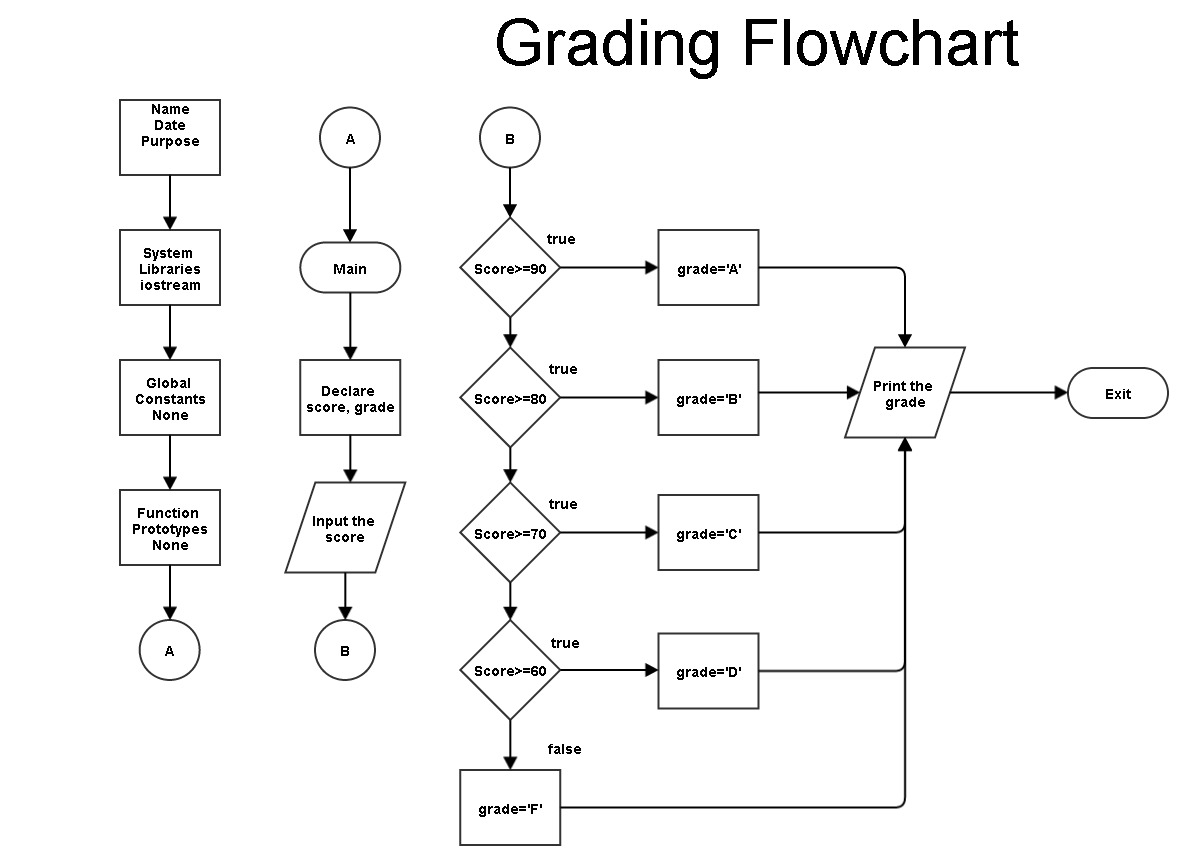 Grading Flowchart
Name
Date
Purpose
System
Libraries
iostream
Global
Constants
None
Function
Prototypes
None
A
A
Main
Declare
score, grade
Input the
score
B
B
Score>=90
true
grade='A'
Score>=80
true
grade='B'
Score>=70
true
grade='C'
Score>=60
true
grade='D'
false
grade='F'
Print the
grade
Exit